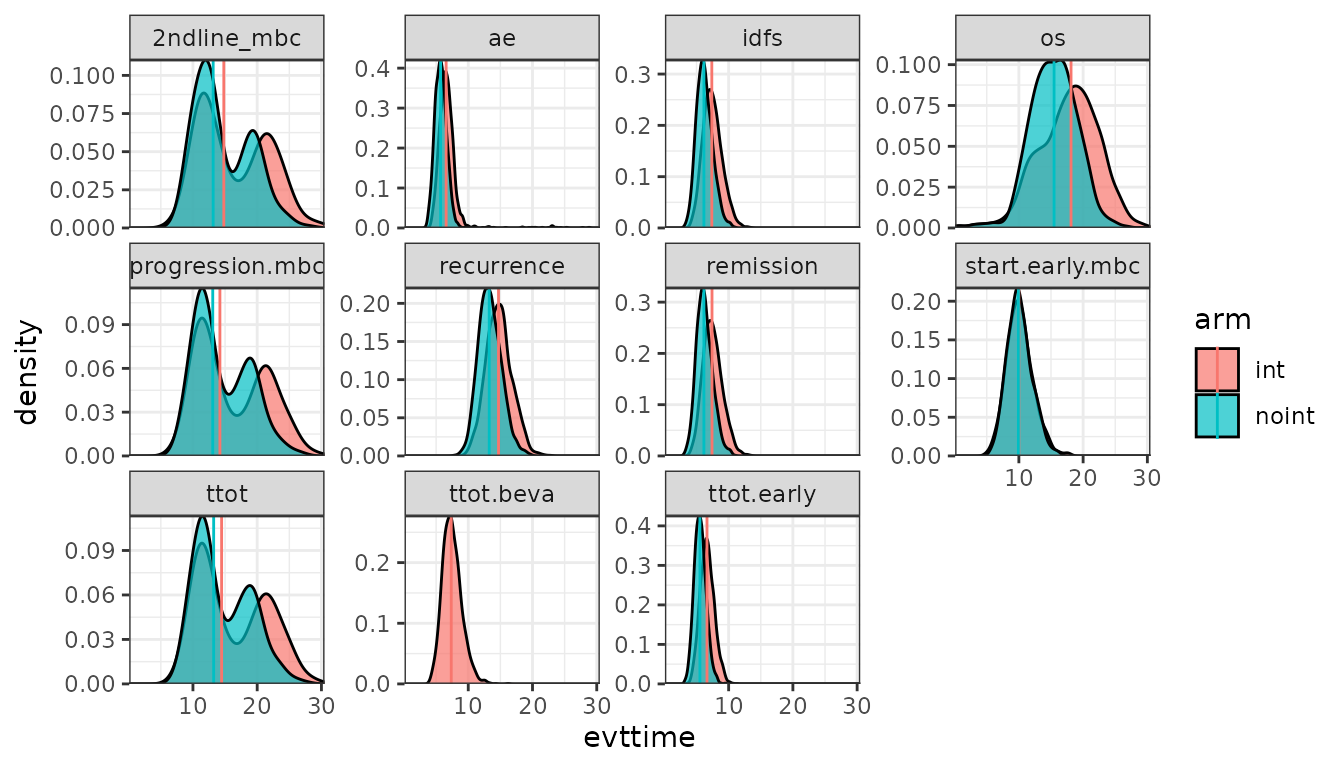 2ndline_mbc ae idfs os
0.100 0.4 0.3 0.100
0.075 0.3 0.2 0.075
0.050 0.2 0.1 0.050
0.025 0.1 0.025
0.000 0.0 0.0 0.000
progression.mbc recurrence remission start.early.mbc
0.09 0.20 0.3 0.20
0.06 0.15 0.2 0.15
0.03 0.10 0.1 0.10
0.00 0.05 0.0 0.05
0.00 0.00
10 20 30
ttot ttot.beva ttot.early
0.09 0.2 0.4
0.06 0.1 0.3
0.03 0.0 0.2
0.00 0.1
0.0
10 20 30 10 20 30 10 20 30
evttime
density
arm
int
noint